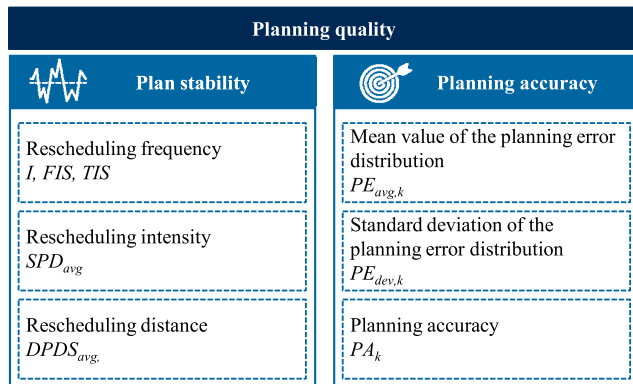 Planning quality
Plan stability
Rescheduling frequency
I, FIS, TIS
Rescheduling intensity
SPDavg
Rescheduling distance
DPDSavg,
Planning accuracy
Mean value of the planning error
distribution
PEavg,k
Standard deviation of the
planning error distribution
PEdev,k
Planning accuracy
PAk